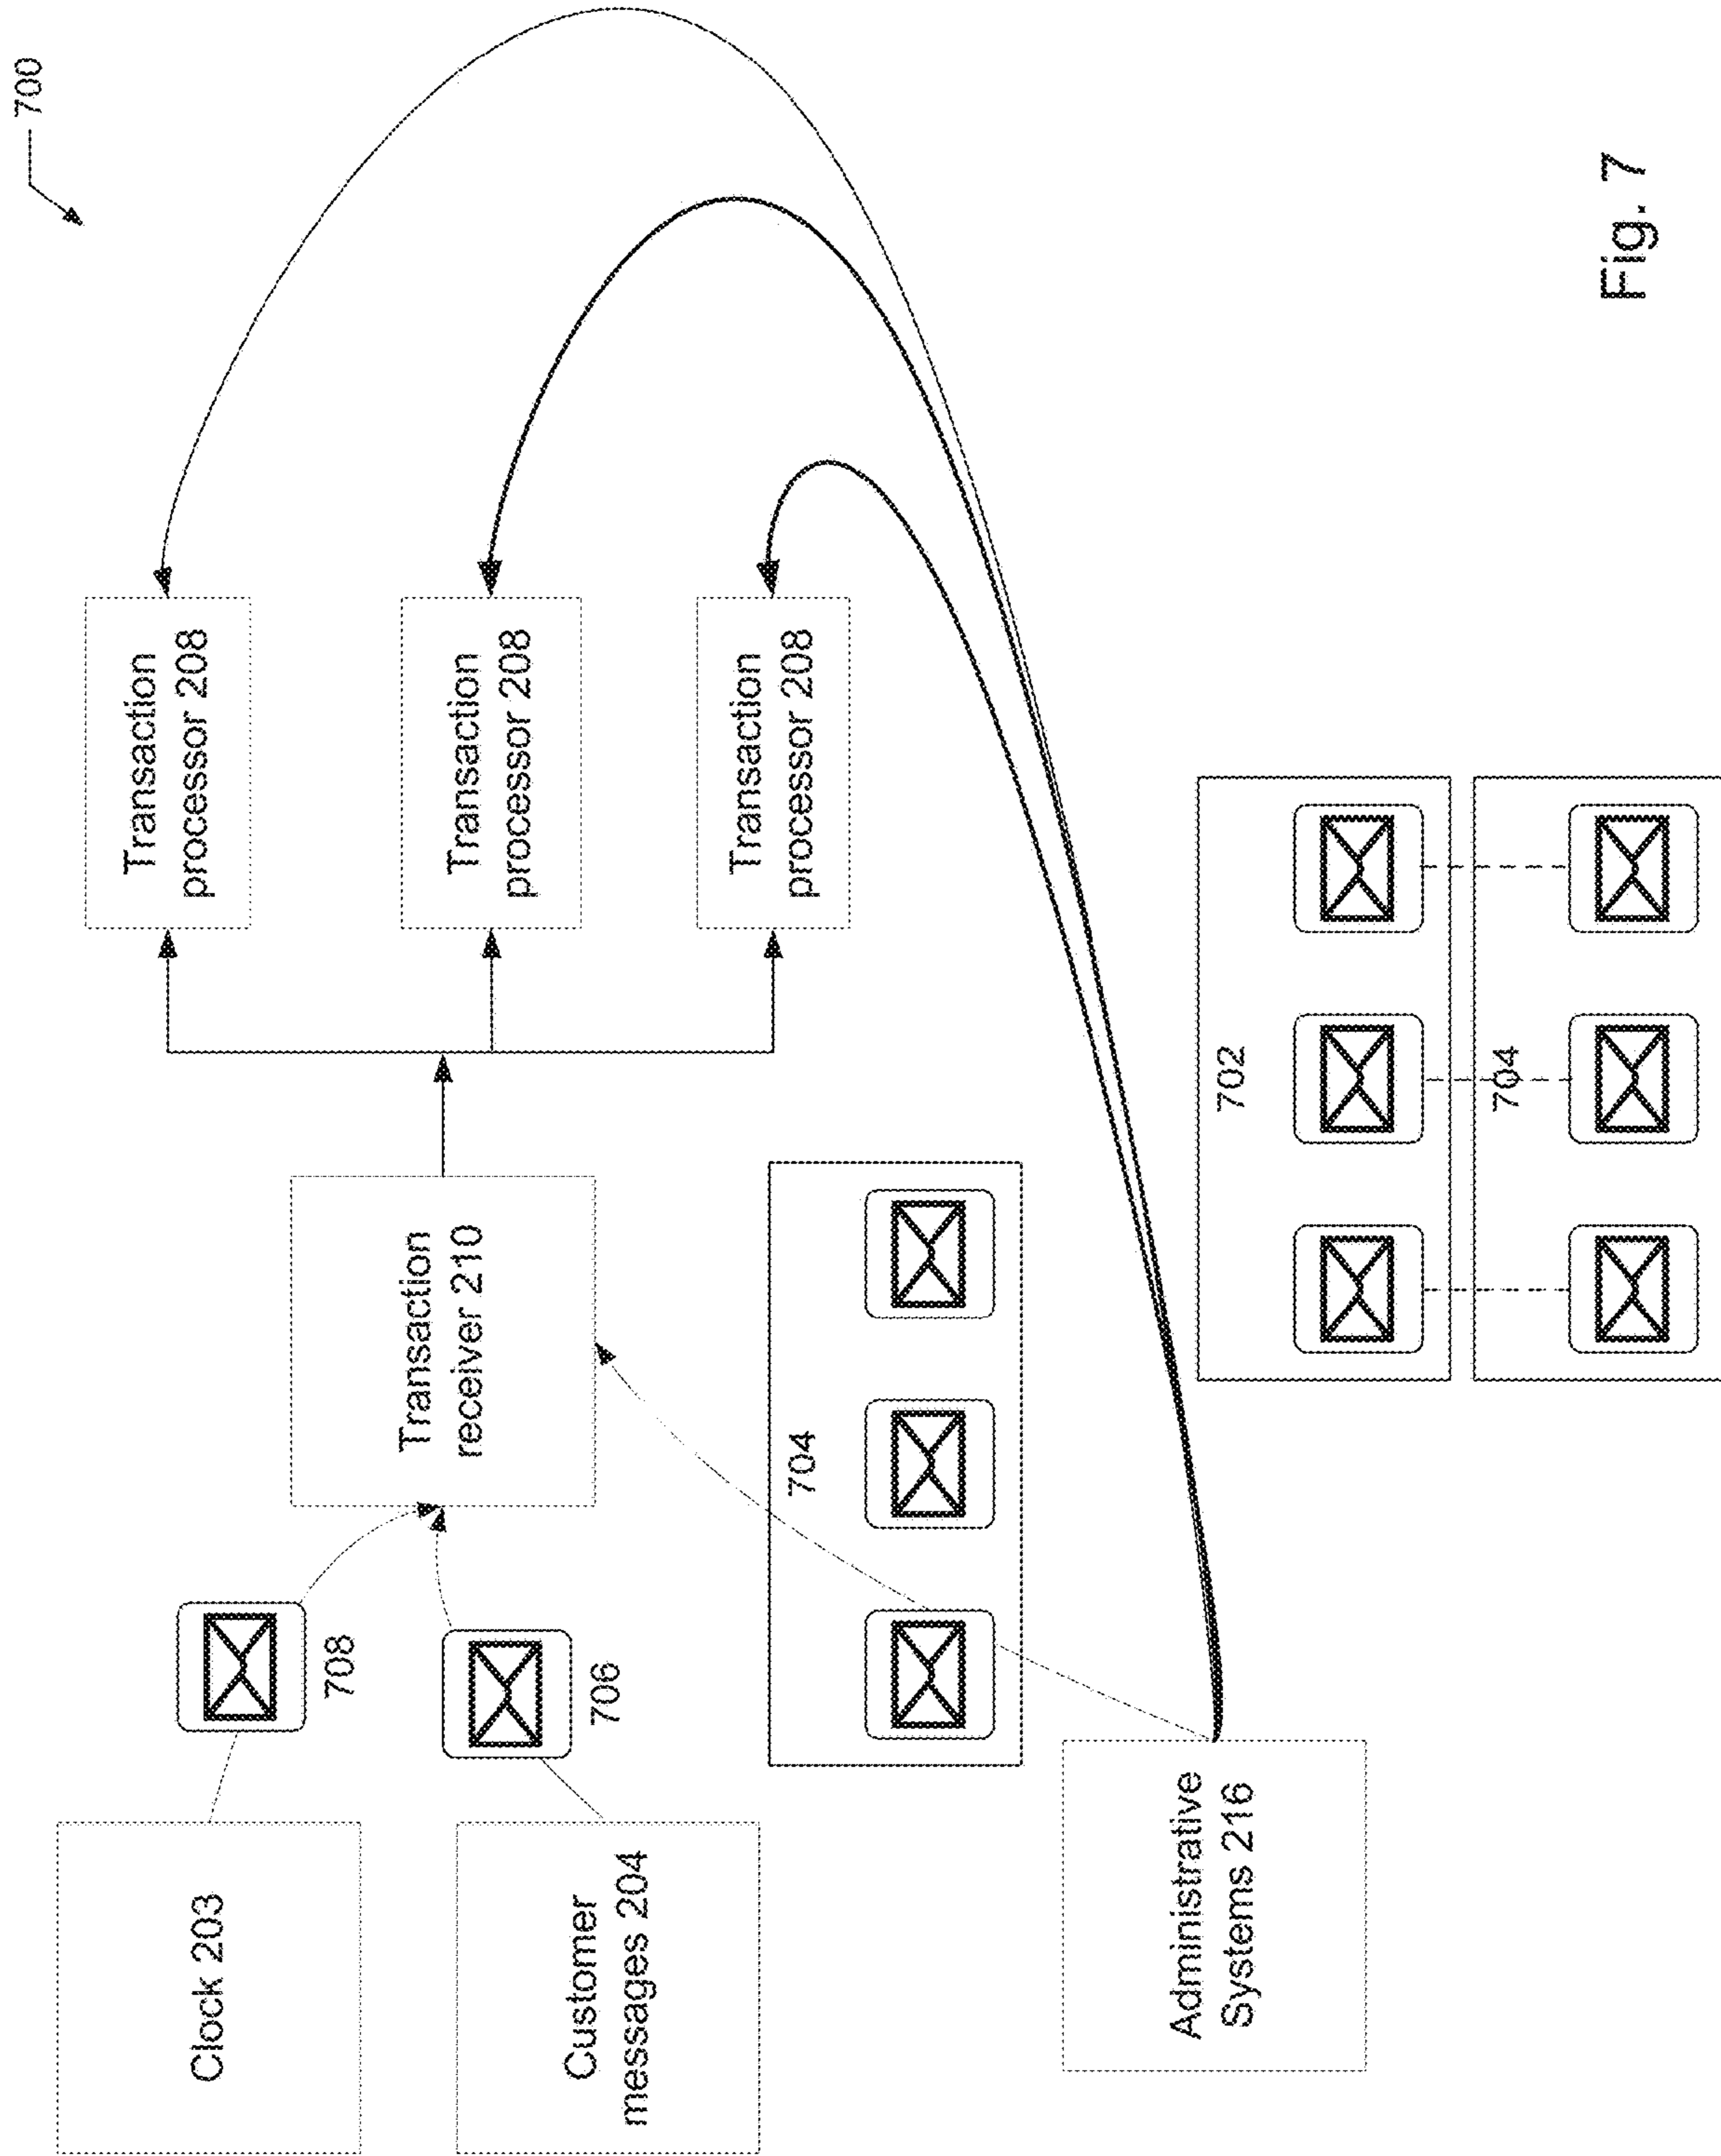 700
Clock 203
708
Customer
messages 204
706
Transaction
receiver 210
Transaction
processor 208
Transaction
processor 208
Transaction
processor 208
704
Administrative
Systems 216
702
704
Fig. 7